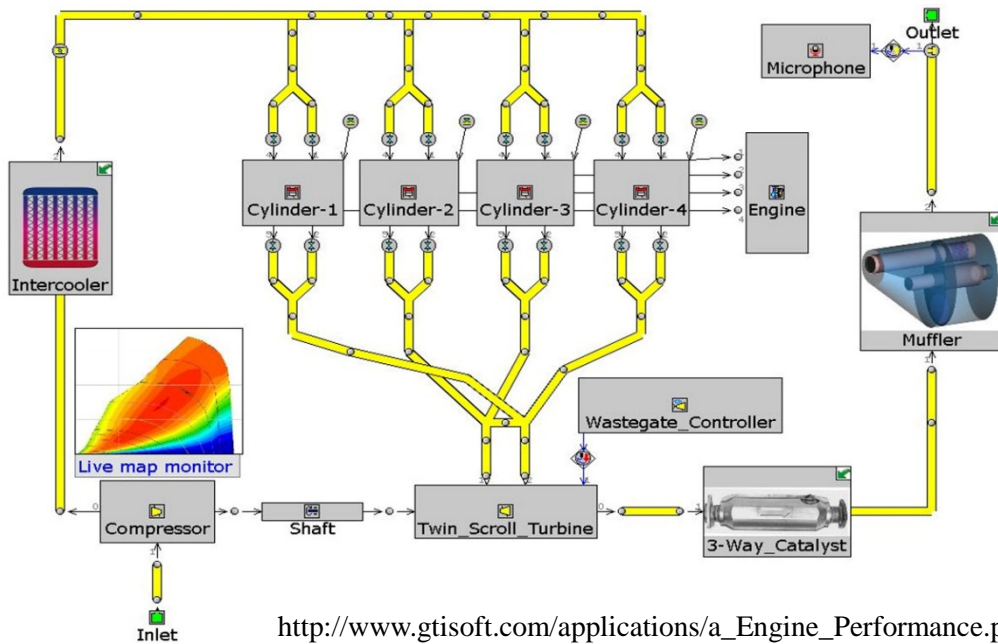 Outlet
Microphone
Cylinder-1
Cylinder-2
Cylinder-3
Cylinder-4
Engine
Intercooler
Muffler
Wastegate_Controller
Live map monitor
Compressor
Shaft
Twin_Scroll_Turbine
3-Way_Catalyst
Inlet
http://www.gtisoft.com/applications/a_Engine_Performance.p